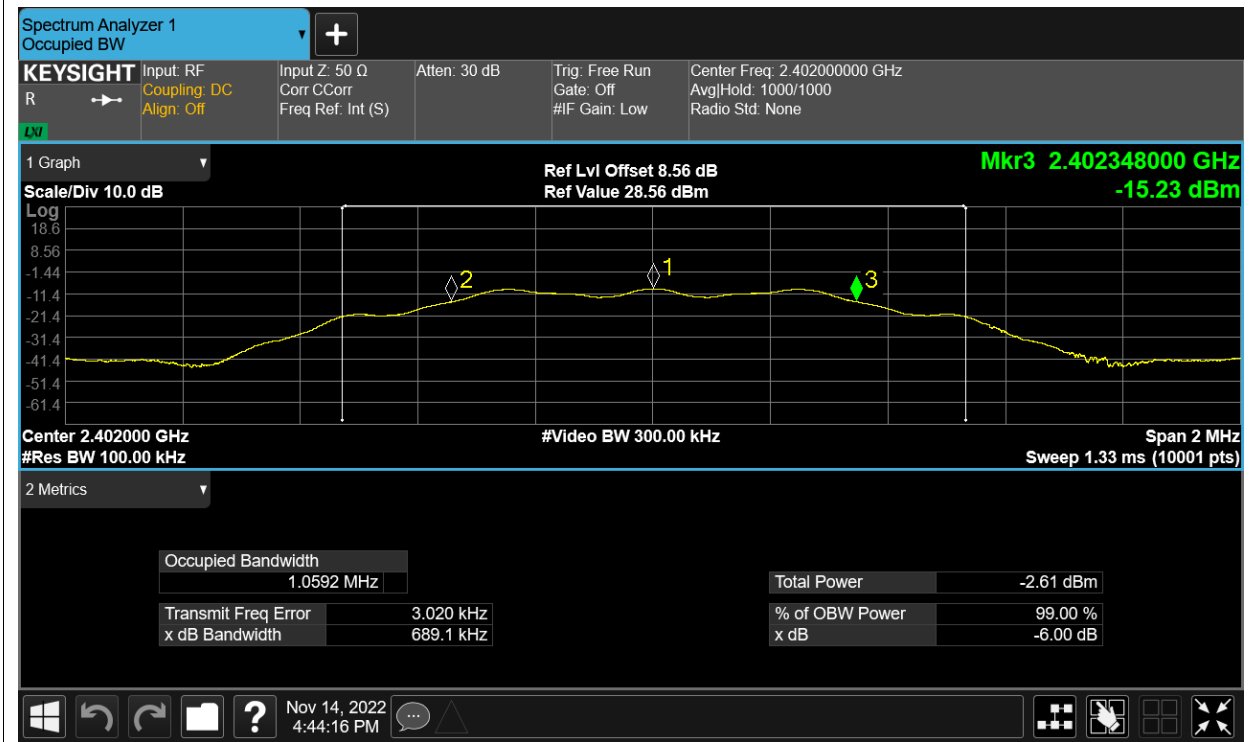 Spectrum Analyzer 1
Occupied BW
KEYSIGHT
R
LXI
Input: RF
Coupling: DC
Align: Off
Input Z: 50 Ω
Corr CCorr
Freq Ref: Int (S)
Atten: 30 dB
Trig: Free Run
Gate: Off
#IF Gain: Low
Center Freq: 2.402000000 GHz
Avg|Hold: 1000/1000
Radio Std: None
1 Graph
Scale/Div 10.0 dB
Ref Lvl Offset 8.56 dB
Ref Value 28.56 dBm
Mkr3 2.402348000 GHz
-15.23 dBm
Log
18.6
8.56
-1.44
-11.4
-21.4
-31.4
-41.4
-51.4
-61.4
2
1
3
Center 2.402000 GHz
#Video BW 300.00 kHz
Span 2 MHz
#Res BW 100.00 kHz
Sweep 1.33 ms (10001 pts)
2 Metrics
Occupied Bandwidth
1.0592 MHz
Total Power -2.61 dBm
Transmit Freq Error 3.020 kHz
% of OBW Power 99.00 %
x dB Bandwidth 689.1 kHz
x dB -6.00 dB
?
Nov 14, 2022
4:44:16 PM